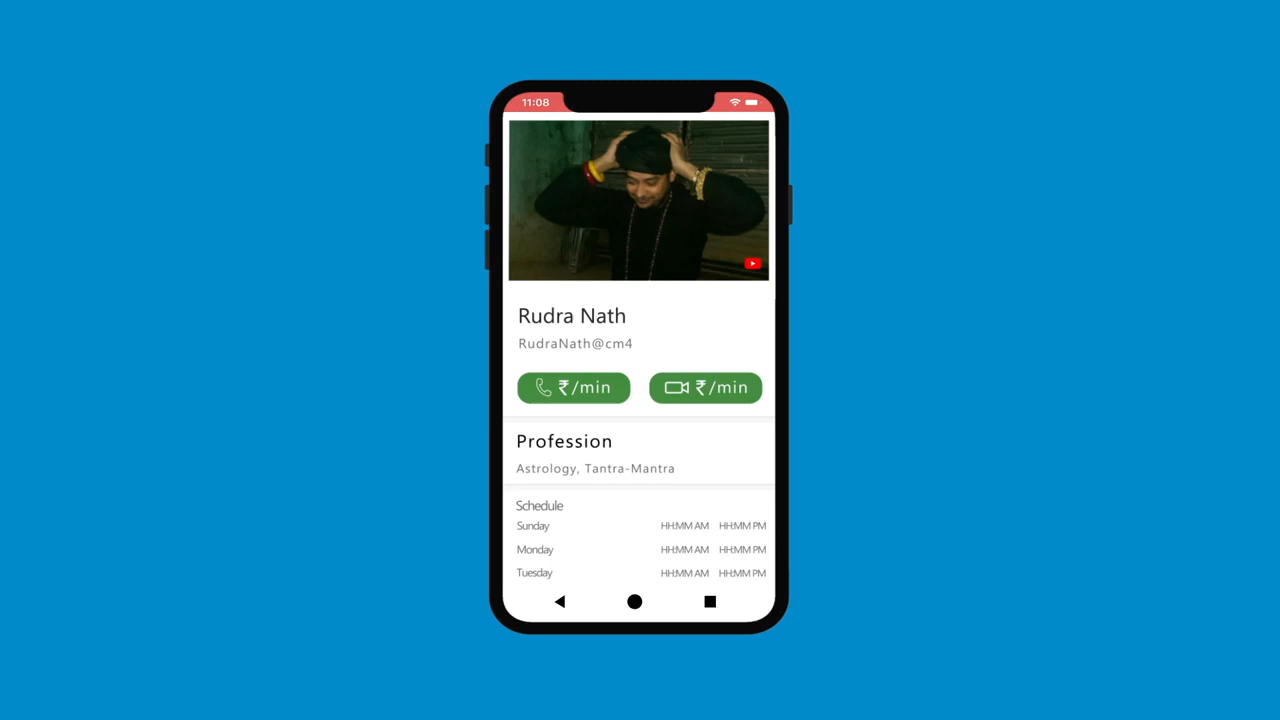 11:08
Rudra Nath
RudraNath@cm4
₹/min ₹/min
Profession
Astrology, Tantra-Mantra
Schedule
Sunday HH:MM AM HH:MM PM
Monday HH:MM AM HH:MM PM
Tuesday HH:MM AM HH:MM PM